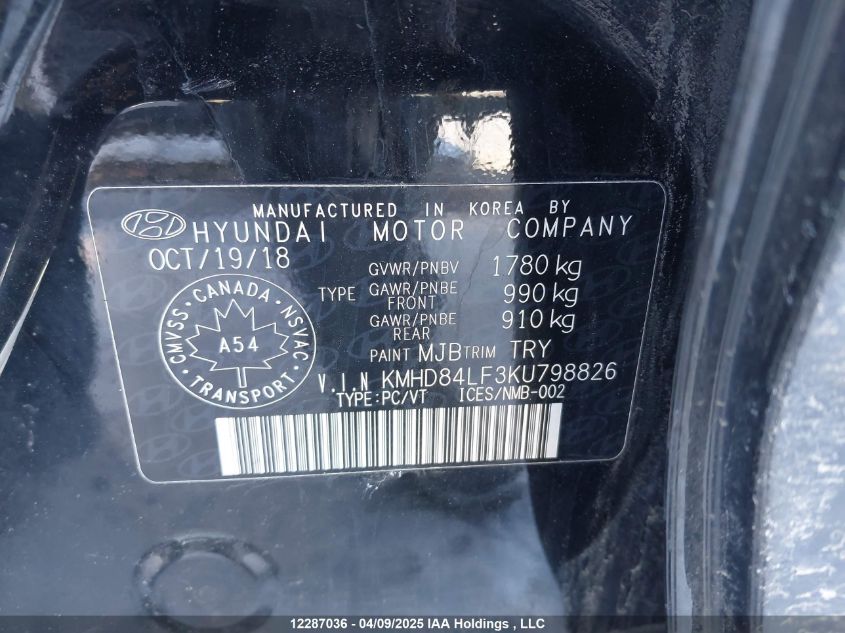 MANUFACTURED IN KOREA BY
HYUNDAI MOTOR COMPANY
OCT/19/18
GVWR/PNBV 1780 kg
TYPE GAWR/PNBE FRONT 990 kg
GAWR/PNBE REAR 910 kg
PAINT MJB TRIM TRY
CMVSS · CANADA · NSVAC
A54
· TRANSPORT ·
V.I.N KMHD84LF3KU798826
TYPE:PC/VT ICES/NMB-002
12287036 - 04/09/2025 IAA Holdings , LLC